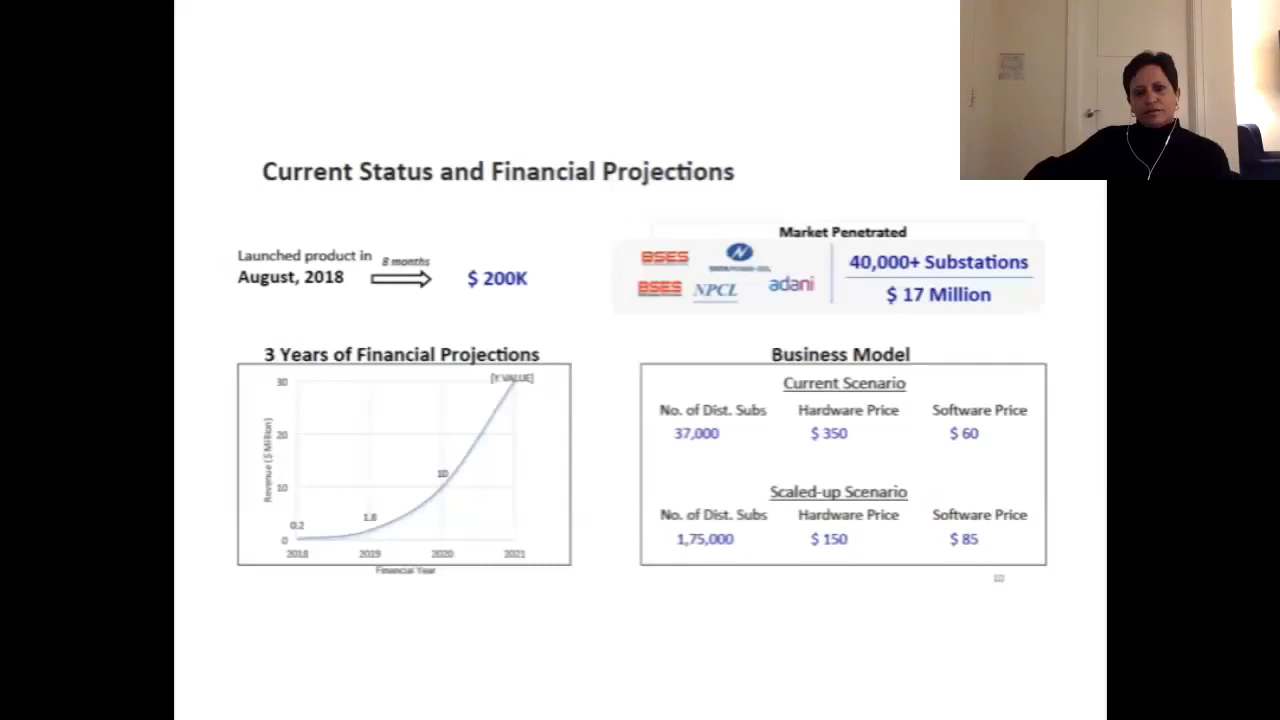 Current Status and Financial Projections
Launched product in
August, 2018
8 months
$ 200K
Market Penetrated
BSES
BSES
NPCL
adani
40,000+ Substations
$ 17 Million
3 Years of Financial Projections
[Y VALUE]
30
20
10
0
Revenue ($ Million)
0.2
1.8
10
2018 2019 2020 2021
Financial Year
Business Model
Current Scenario
No. of Dist. Subs Hardware Price Software Price
37,000 $ 350 $ 60
Scaled-up Scenario
No. of Dist. Subs Hardware Price Software Price
1,75,000 $ 150 $ 85
10